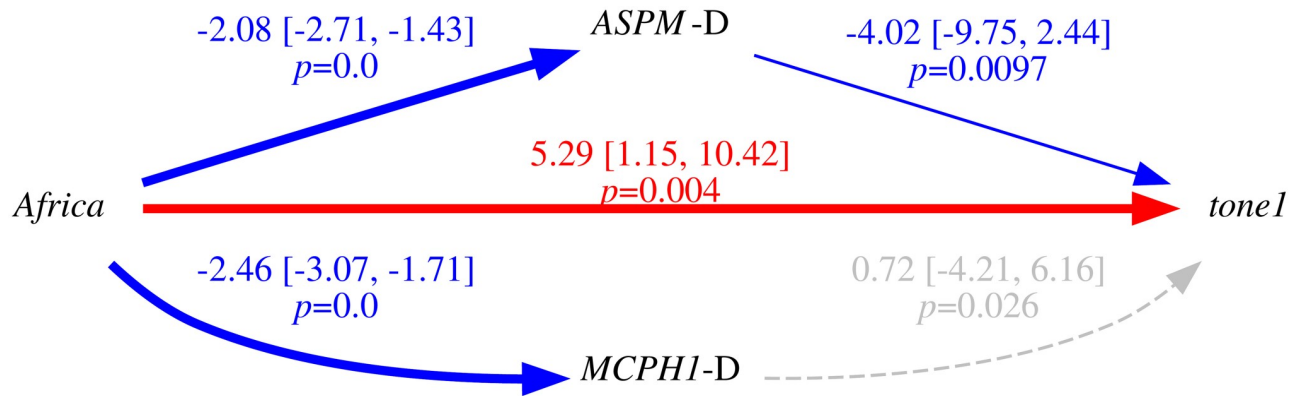 -2.08 [-2.71, -1.43]
p=0.0
ASPM-D
-4.02 [-9.75, 2.44]
p=0.0097
5.29 [1.15, 10.42]
p=0.004
Africa
tone1
-2.46 [-3.07, -1.71]
p=0.0
0.72 [-4.21, 6.16]
p=0.026
MCPH1-D